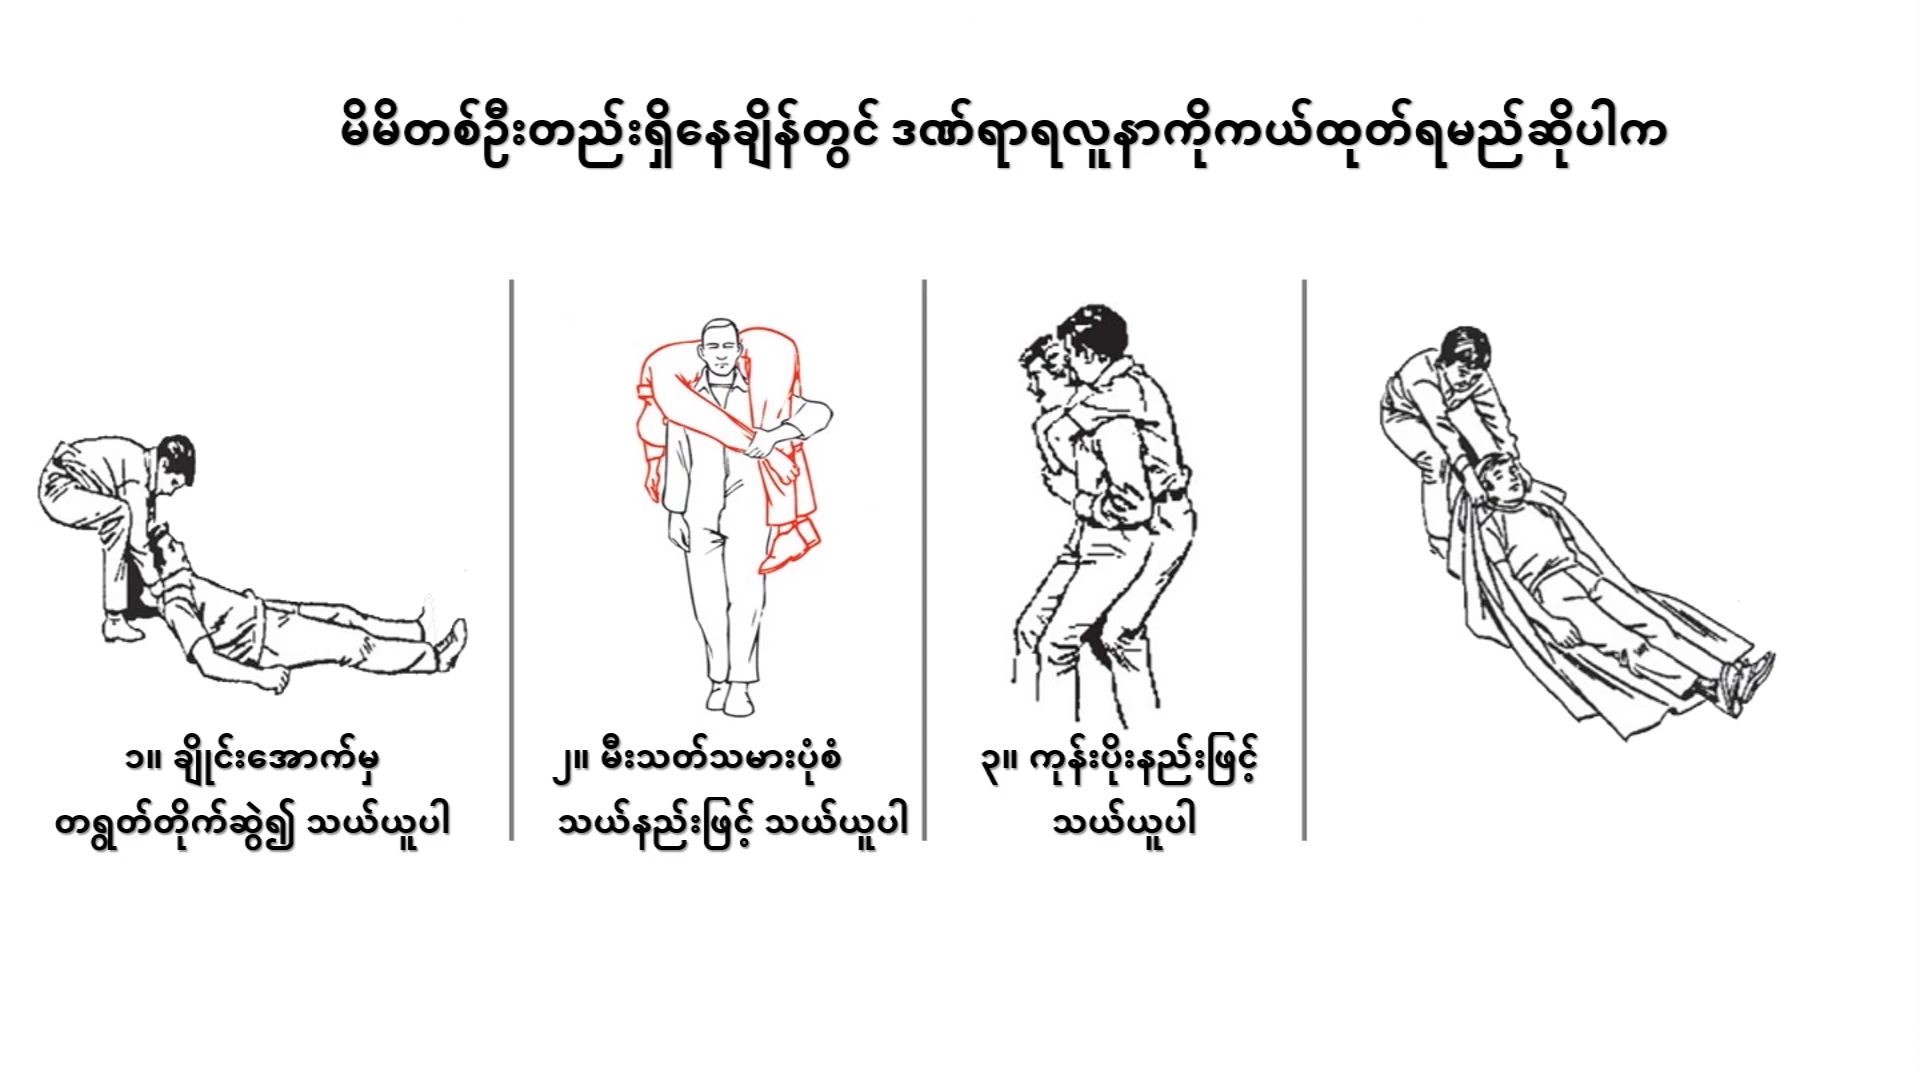 မိမိတစ်ဦးတည်းရှိနေချိန်တွင် ဒဏ်ရာရလူနာကိုကယ်ထုတ်ရမည်ဆိုပါက
၁။ ချိုင်းအောက်မှ
တရွတ်တိုက်ဆွဲ၍ သယ်ယူပါ
၂။ မီးသတ်သမားပုံစံ
သယ်နည်းဖြင့် သယ်ယူပါ
၃။ ကုန်းပိုးနည်းဖြင့်
သယ်ယူပါ